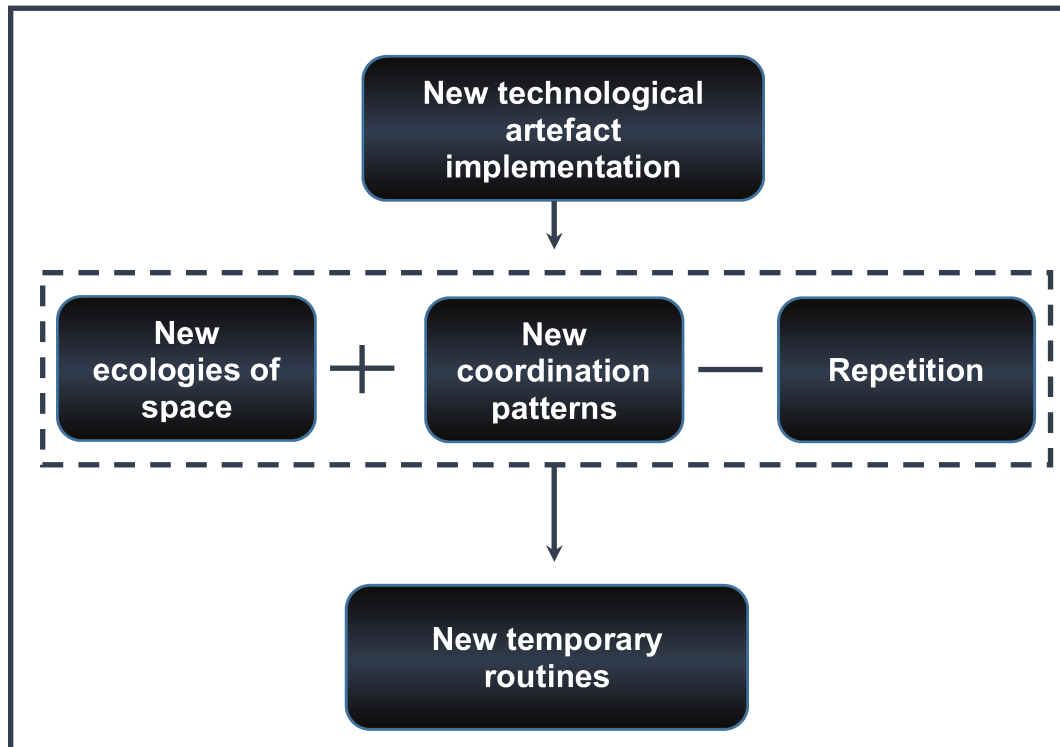 New technological
artefact
implementation
New
ecologies of
space
New
coordination
patterns
Repetition
New temporary
routines